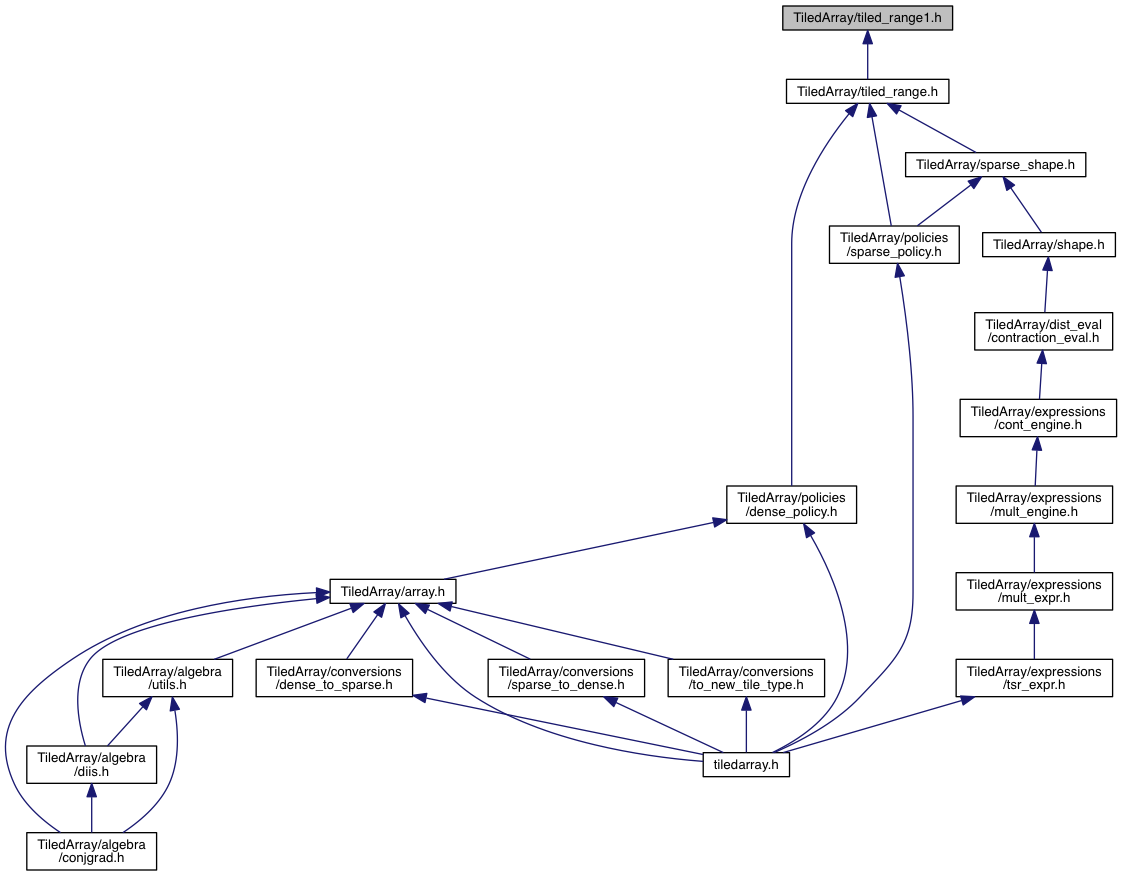 TiledArray/tiled_range1.h
TiledArray/tiled_range.h
TiledArray/sparse_shape.h
TiledArray/policies
/sparse_policy.h
TiledArray/shape.h
TiledArray/dist_eval
/contraction_eval.h
TiledArray/expressions
/cont_engine.h
TiledArray/policies
/dense_policy.h
TiledArray/expressions
/mult_engine.h
TiledArray/array.h
TiledArray/expressions
/mult_expr.h
TiledArray/algebra
/utils.h
TiledArray/conversions
/dense_to_sparse.h
TiledArray/conversions
/sparse_to_dense.h
TiledArray/conversions
/to_new_tile_type.h
TiledArray/expressions
/tsr_expr.h
TiledArray/algebra
/diis.h
tiledarray.h
TiledArray/algebra
/conjgrad.h